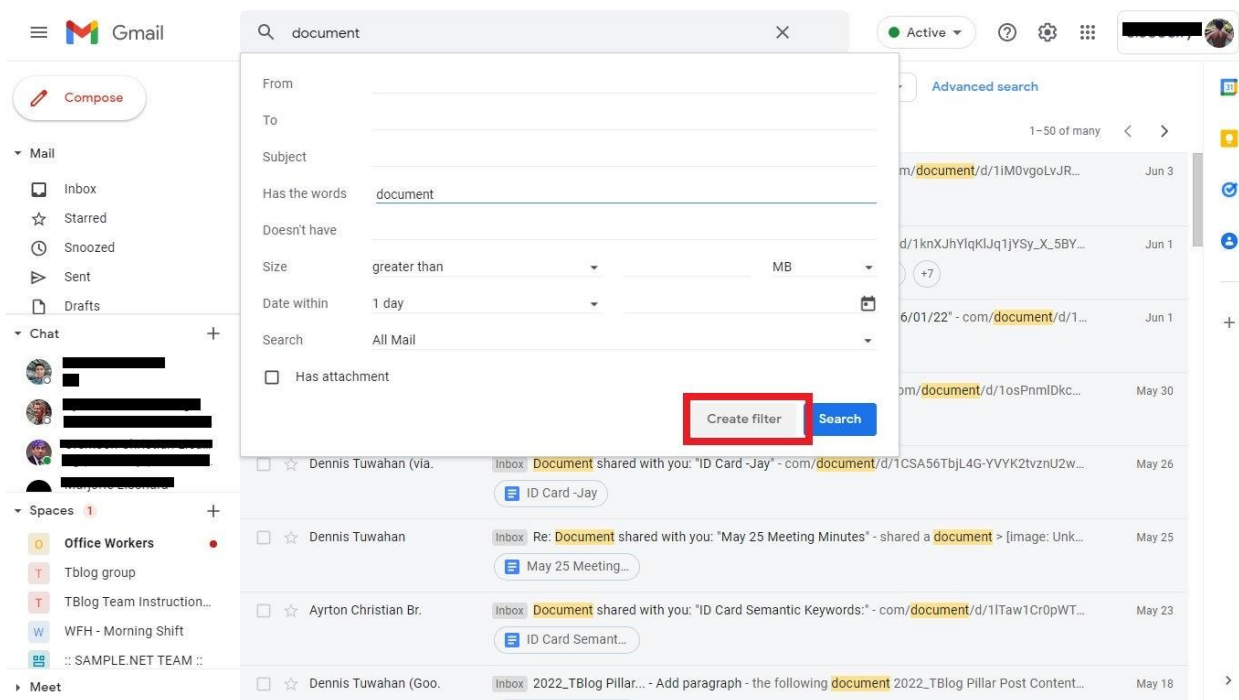 Gmail
document
Active
Compose
Advanced search
1–50 of many
Mail
Inbox
Starred
Snoozed
Sent
Drafts
Chat
Spaces 1
Office Workers
Tblog group
TBlog Team Instruction...
WFH - Morning Shift
:: SAMPLE.NET TEAM ::
Meet
From
To
Subject
Has the words document
Doesn't have
Size greater than MB
Date within 1 day
Search All Mail
Has attachment
Create filter Search
m/document/d/1iM0vgoLvJR... Jun 3
d/1knXJhYlqKlJq1jYSy_X_5BY... Jun 1
+7
6/01/22" - com/document/d/1... Jun 1
om/document/d/1osPnmlDkc... May 30
Dennis Tuwahan (via. Inbox Document shared with you: "ID Card -Jay" - com/document/d/1CSA56TbjL4G-YVYK2tvznU2w... May 26
ID Card -Jay
Dennis Tuwahan Inbox Re: Document shared with you: "May 25 Meeting Minutes" - shared a document > [image: Unk... May 25
May 25 Meeting...
Ayrton Christian Br. Inbox Document shared with you: "ID Card Semantic Keywords:" - com/document/d/1lTaw1Cr0pWT... May 23
ID Card Semant...
Dennis Tuwahan (Goo. Inbox 2022_TBlog Pillar... - Add paragraph - the following document 2022_TBlog Pillar Post Content... May 18
31
O
T
T
W